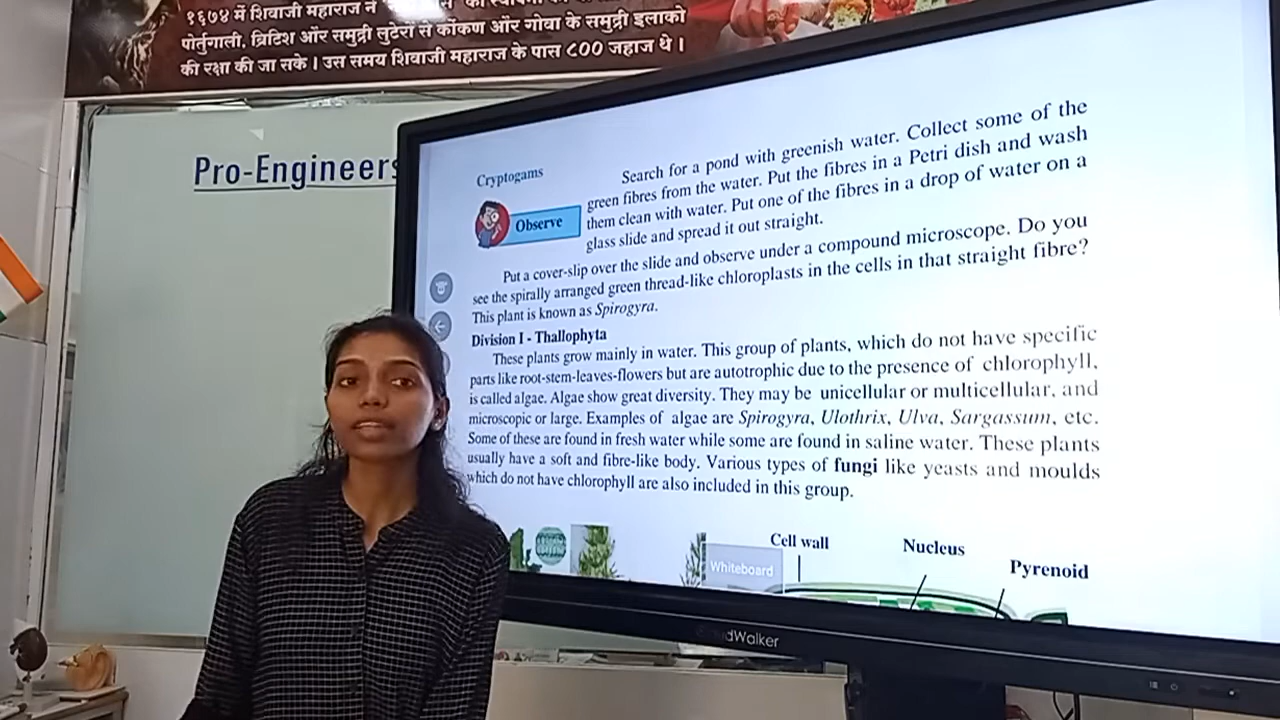 १६७४ में शिवाजी महाराज ने
पोर्तुगाली, ब्रिटिश और समुद्री लुटेरों से कोंकण और गोवा के समुद्री इलाको
की रक्षा की जा सके। उस समय शिवाजी महाराज के पास ८०० जहाज थे।
Pro-Engineers
Cryptogams
Observe
Search for a pond with greenish water. Collect some of the
green fibres from the water. Put the fibres in a Petri dish and wash
them clean with water. Put one of the fibres in a drop of water on a
glass slide and spread it out straight.
Put a cover-slip over the slide and observe under a compound microscope. Do you
see the spirally arranged green thread-like chloroplasts in the cells in that straight fibre?
This plant is known as Spirogyra.
Division I - Thallophyta
These plants grow mainly in water. This group of plants, which do not have specific
parts like root-stem-leaves-flowers but are autotrophic due to the presence of chlorophyll,
is called algae. Algae show great diversity. They may be unicellular or multicellular, and
microscopic or large. Examples of algae are Spirogyra, Ulothrix, Ulva, Sargassum, etc.
Some of these are found in fresh water while some are found in saline water. These plants
usually have a soft and fibre-like body. Various types of fungi like yeasts and moulds
which do not have chlorophyll are also included in this group.
Cell wall
Nucleus
Pyrenoid
Whiteboard
dWalker